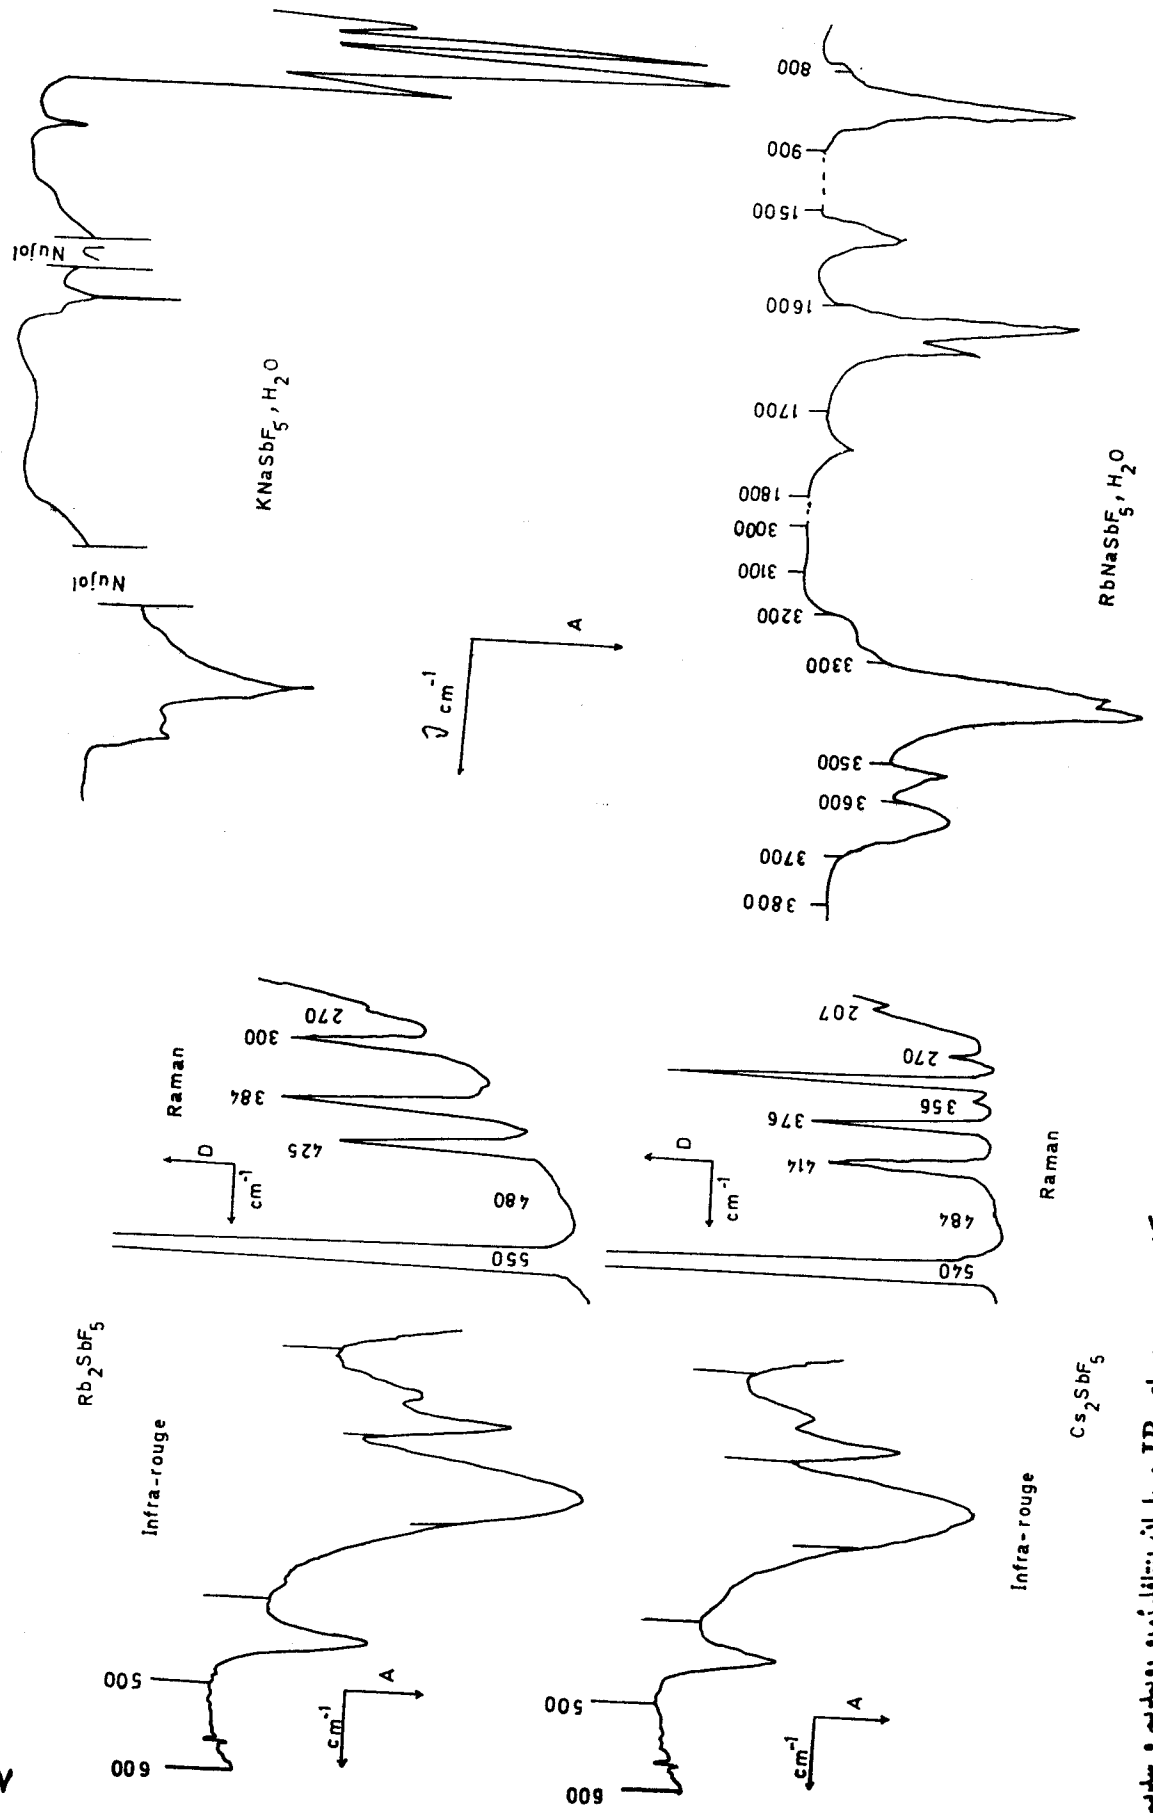 Nujol
Nujol
KNaSbF5, H2O
ν cm-1
A
800
900
1500
1600
1700
1800
3000
3100
3200
3300
3500
3600
3700
3800
RbNaSbF5, H2O
Rb2SbF5
Infra-rouge
500
600
cm-1
A
Raman
D
cm-1
270
300
384
425
480
550
Cs2SbF5
Infra-rouge
500
600
cm-1
A
Raman
D
cm-1
207
270
356
376
414
484
540